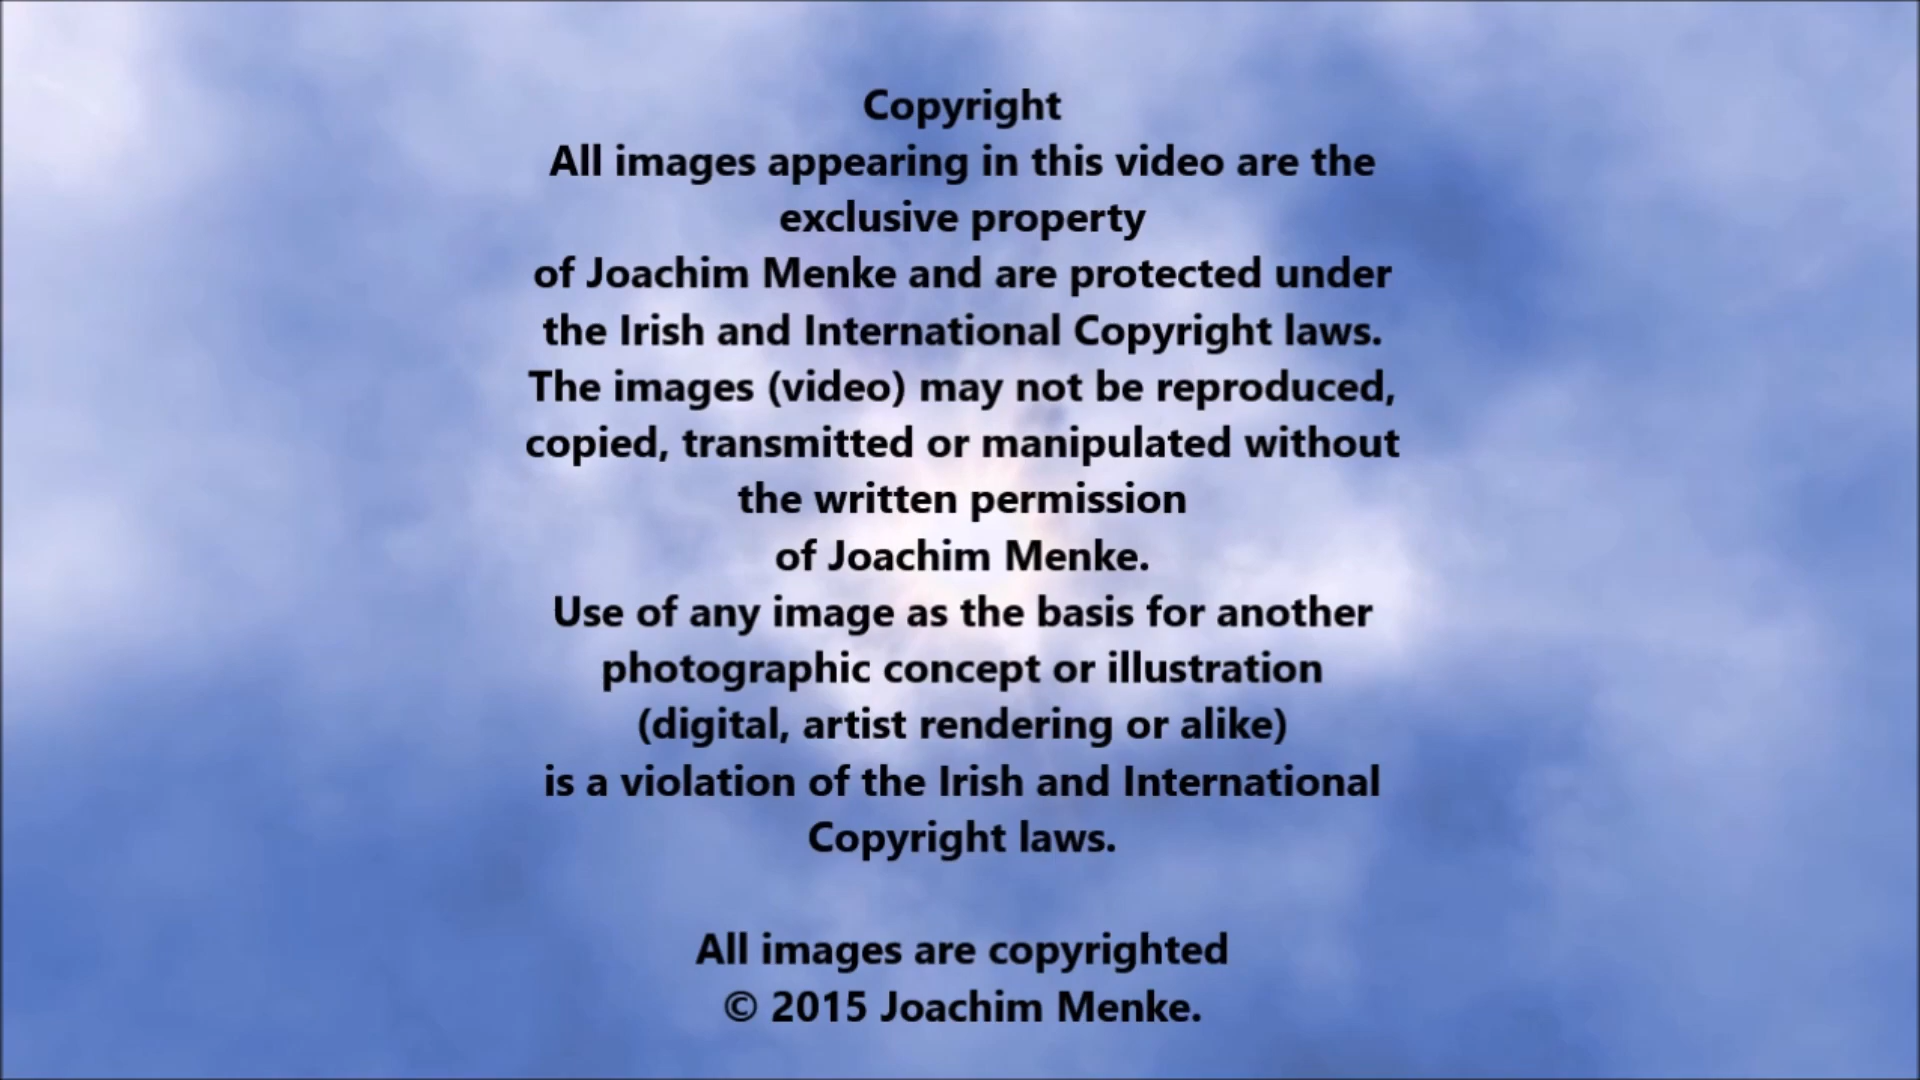 Copyright
All images appearing in this video are the
exclusive property
of Joachim Menke and are protected under
the Irish and International Copyright laws.
The images (video) may not be reproduced,
copied, transmitted or manipulated without
the written permission
of Joachim Menke.
Use of any image as the basis for another
photographic concept or illustration
(digital, artist rendering or alike)
is a violation of the Irish and International
Copyright laws.
All images are copyrighted
© 2015 Joachim Menke.